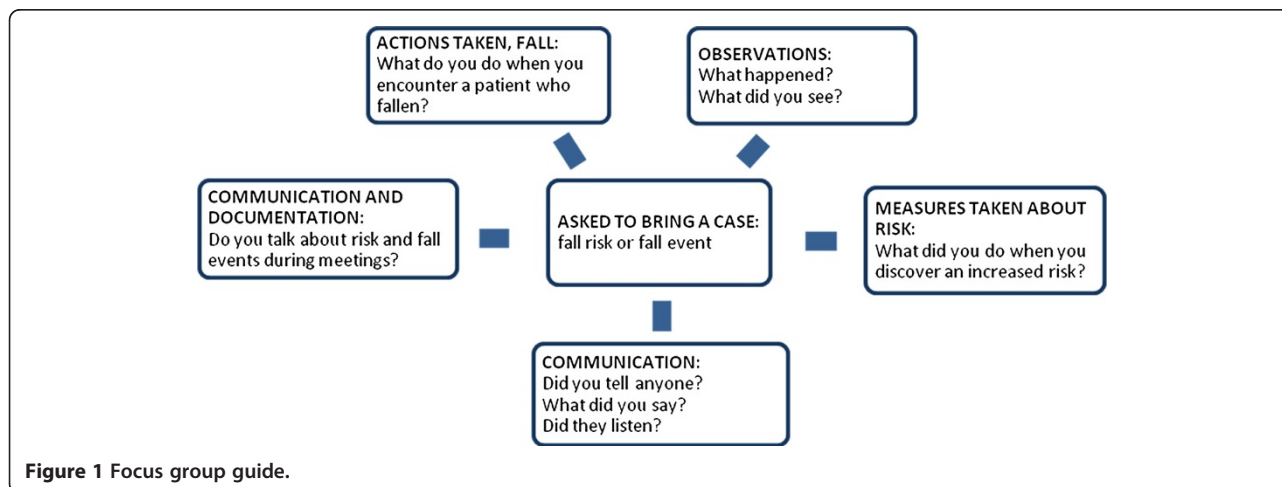 ACTIONS TAKEN, FALL:
What do you do when you
encounter a patient who
fallen?
OBSERVATIONS:
What happened?
What did you see?
COMMUNICATION AND
DOCUMENTATION:
Do you talk about risk and fall
events during meetings?
ASKED TO BRING A CASE:
fall risk or fall event
MEASURES TAKEN ABOUT
RISK:
What did you do when you
discover an increased risk?
COMMUNICATION:
Did you tell anyone?
What did you say?
Did they listen?
Figure 1 Focus group guide.